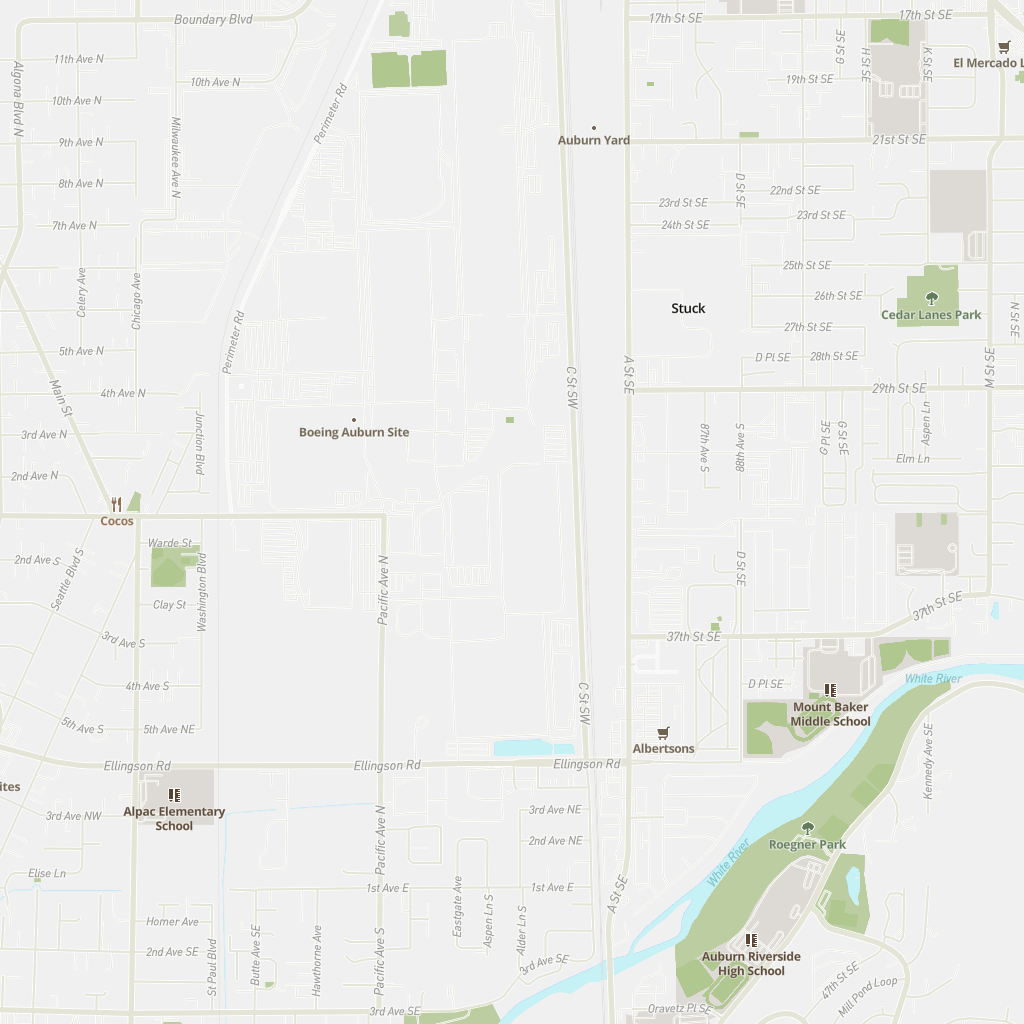 Boundary Blvd
17th St SE
17th St SE
G St SE
H St SE
K St SE
El Mercado L
11th Ave N
10th Ave N
19th St SE
Algona Blvd N
10th Ave N
Perimeter Rd
Milwaukee Ave N
9th Ave N
Auburn Yard
21st St SE
8th Ave N
D St SE
22nd St SE
23rd St SE
23rd St SE
7th Ave N
24th St SE
25th St SE
Celery Ave
Chicago Ave
26th St SE
Stuck
Cedar Lanes Park
N St SE
27th St SE
Perimeter Rd
5th Ave N
D Pl SE
28th St SE
M St SE
Main St
4th Ave N
C St SW
A St SE
29th St SE
Junction Blvd
Boeing Auburn Site
3rd Ave N
87th Ave S
88th Ave S
G Pl SE
G St SE
Aspen Ln
2nd Ave N
Elm Ln
Cocos
Warde St
2nd Ave S
Seattle Blvd S
Washington Blvd
Pacific Ave N
D St SE
Clay St
37th St SE
3rd Ave S
37th St SE
4th Ave S
D Pl SE
White River
C St SW
Mount Baker
Middle School
5th Ave S
5th Ave NE
Albertsons
Kennedy Ave SE
Ellingson Rd
Ellingson Rd
Ellingson Rd
ites
Alpac Elementary
School
3rd Ave NW
3rd Ave NE
2nd Ave NE
Pacific Ave N
Roegner Park
White River
Elise Ln
1st Ave E
1st Ave E
A St SE
Homer Ave
Eastgate Ave
Aspen Ln S
Alder Ln S
2nd Ave SE
St Paul Blvd
Butte Ave SE
Hawthorne Ave
Pacific Ave S
3rd Ave SE
Auburn Riverside
High School
47th St SE
Mill Pond Loop
3rd Ave SE
Oravetz Pl SE